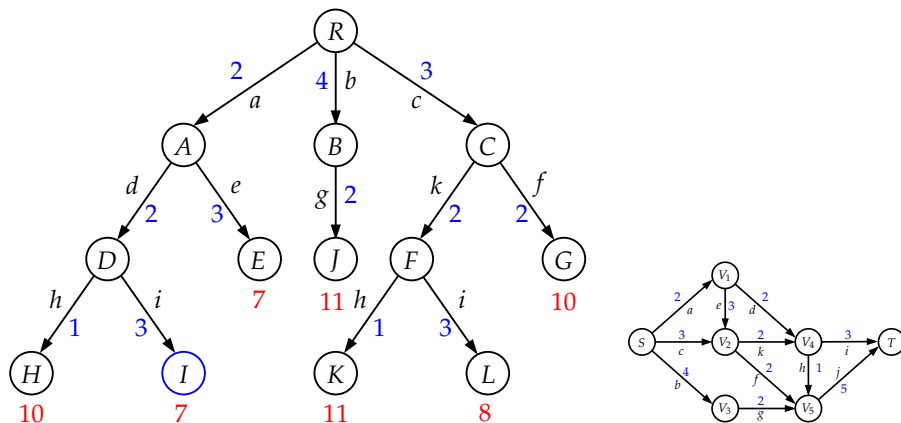 R
2 4 b 3
a c
A B C
d e g 2 k f
2 3 2 2
D E J F G
7 11 10
h i h i
1 3 1 3
H I K L
10 7 11 8
V1
2 e 3 2
a d
S 3 V2 2 V4 3 T
c k i
4 2 h 1 j
b f 5
V3 2 V5
g